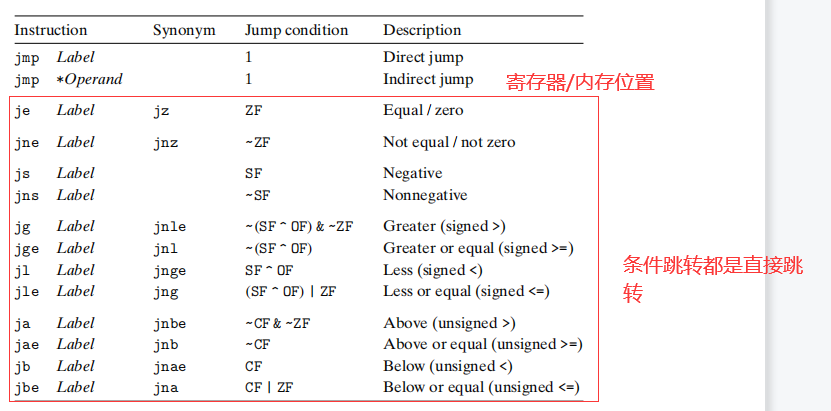 Instruction Synonym Jump condition Description
jmp Label 1 Direct jump
jmp *Operand 1 Indirect jump
寄存器/内存位置
je Label jz ZF Equal / zero
jne Label jnz ~ZF Not equal / not zero
js Label SF Negative
jns Label ~SF Nonnegative
jg Label jnle ~(SF ^ OF) & ~ZF Greater (signed >)
jge Label jnl ~(SF ^ OF) Greater or equal (signed >=)
jl Label jnge SF ^ OF Less (signed <)
jle Label jng (SF ^ OF) | ZF Less or equal (signed <=)
条件跳转都是直接跳
转
ja Label jnbe ~CF & ~ZF Above (unsigned >)
jae Label jnb ~CF Above or equal (unsigned >=)
jb Label jnae CF Below (unsigned <)
jbe Label jna CF | ZF Below or equal (unsigned <=)